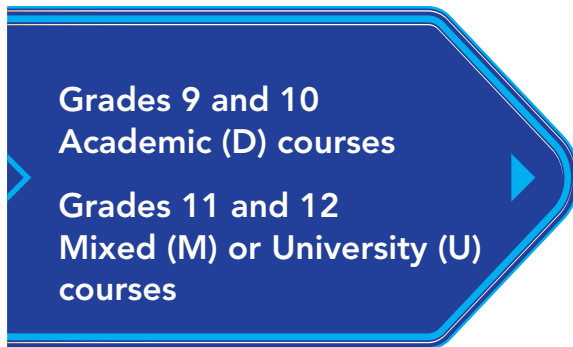 Grades 9 and 10
Academic (D) courses
Grades 11 and 12
Mixed (M) or University (U)
courses